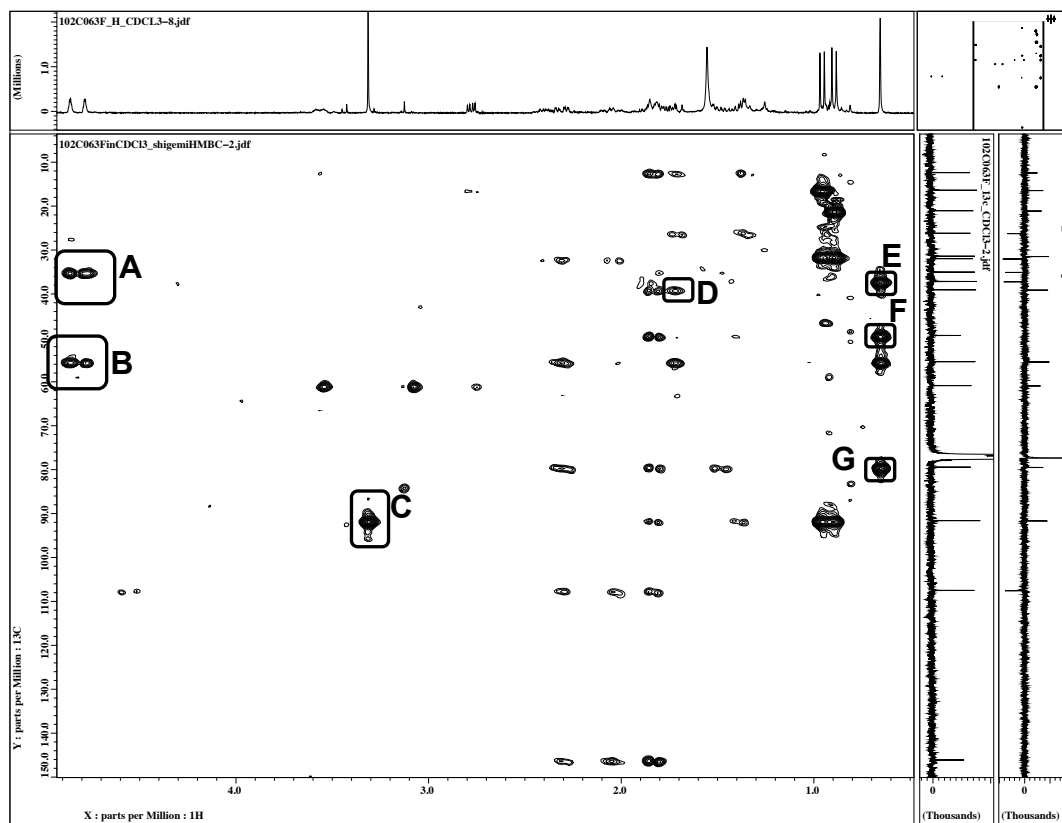 102C063F_H_CDCL3−8.jdf
(Millions)
1.0
0
102C063FinCDCl3_shigemiHMBC−2.jdf
102C063F_13c_CDCl3−2.jdf
10.0
20.0
30.0
40.0
50.0
60.0
70.0
80.0
90.0
100.0
110.0
120.0
130.0
140.0
150.0
Y : parts per Million : 13C
A
B
C
D
E
F
G
4.0
3.0
2.0
1.0
X : parts per Million : 1H
0
0
(Thousands)
(Thousands)